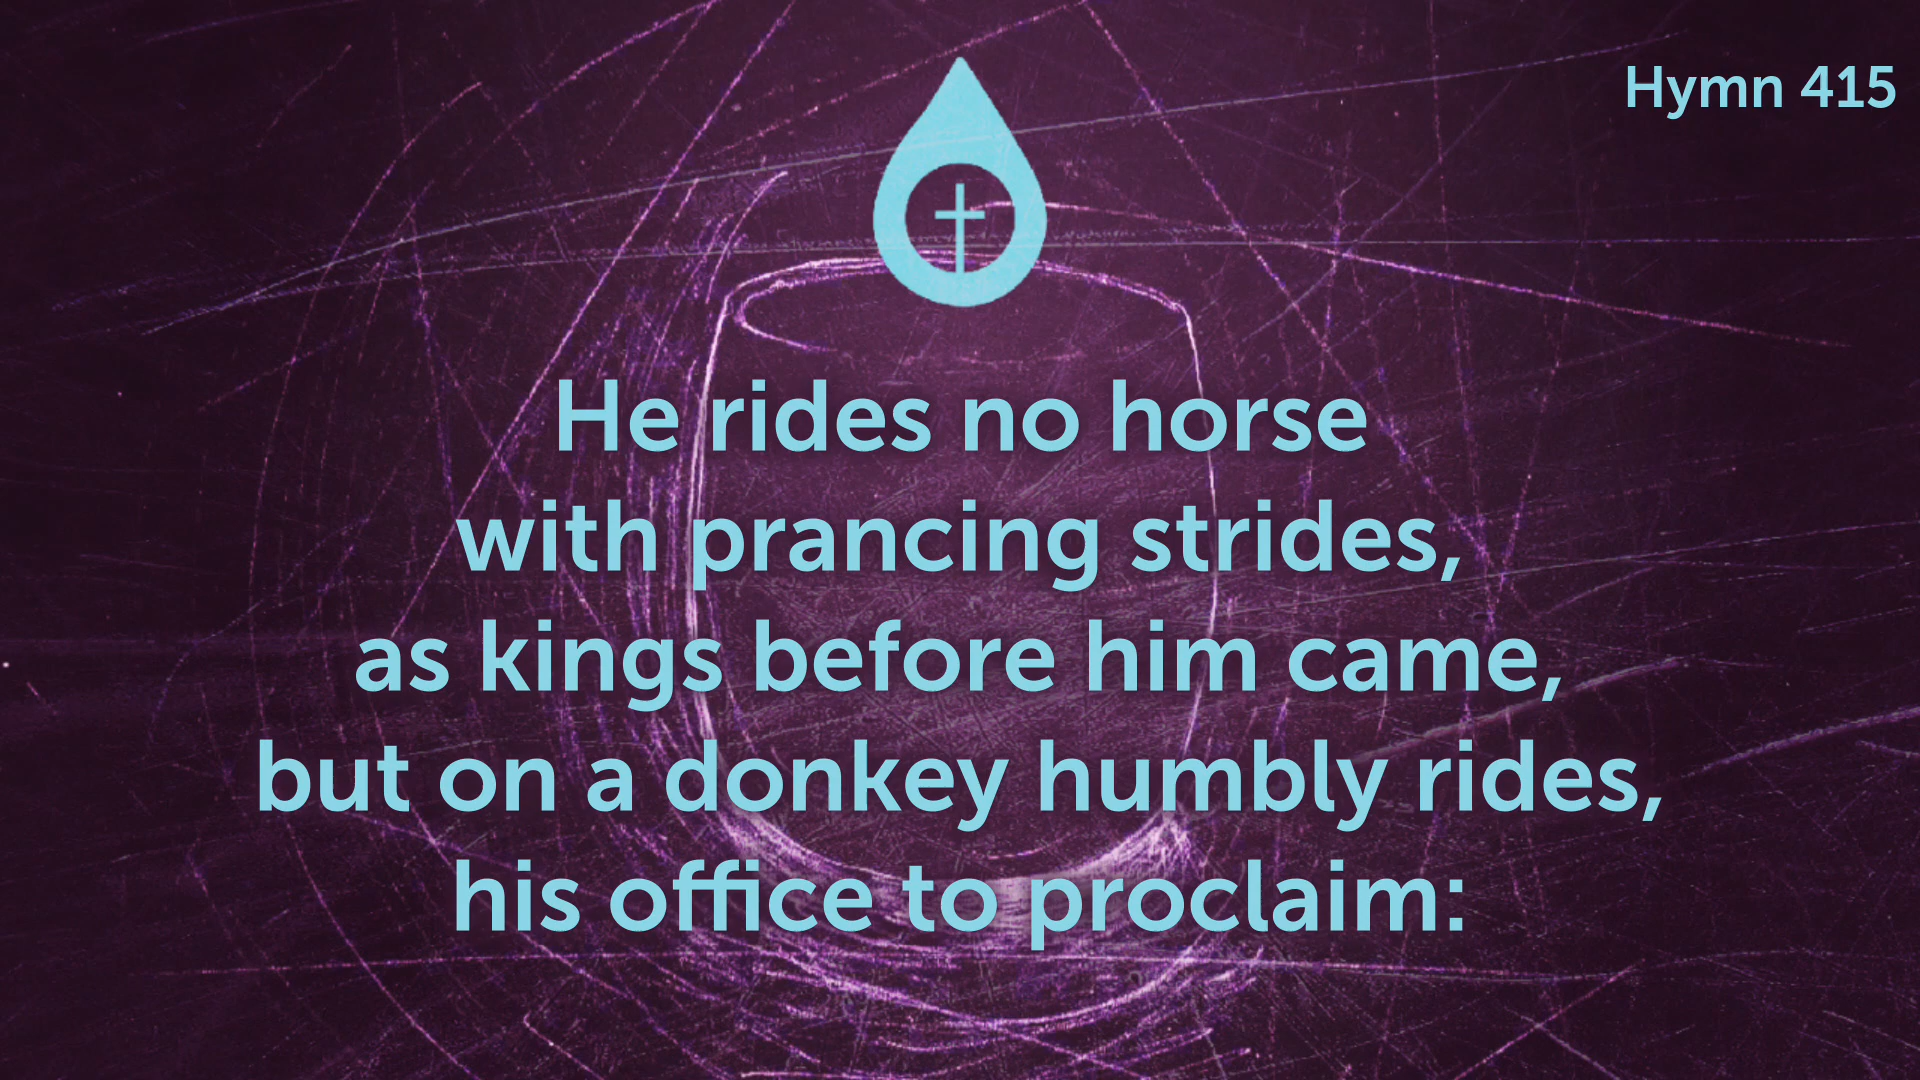 Hymn 415
He rides no horse
with prancing strides,
as kings before him came,
but on a donkey humbly rides,
his office to proclaim: